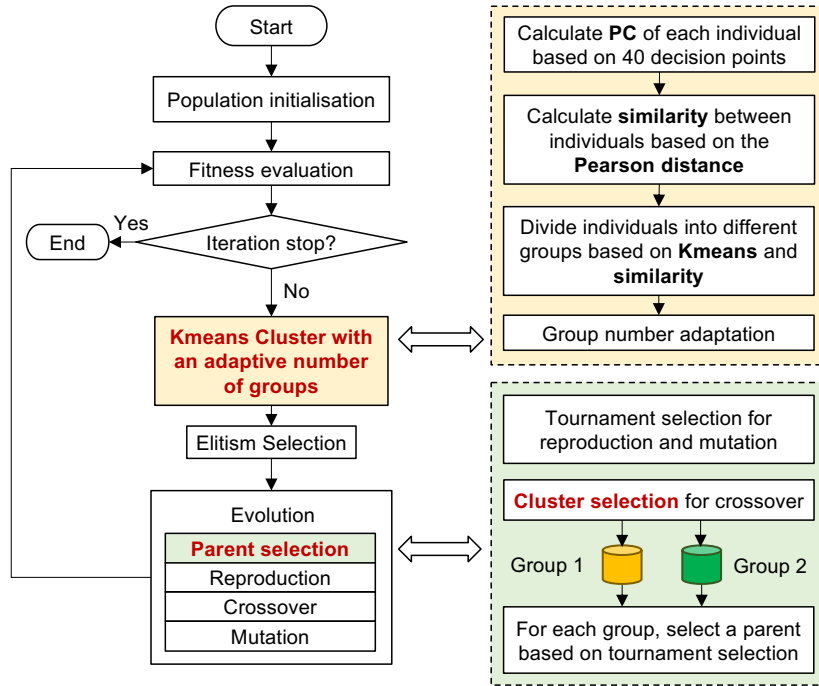 Start
Population initialisation
Fitness evaluation
Yes
End
Iteration stop?
No
Kmeans Cluster with
an adaptive number
of groups
Elitism Selection
Evolution
Parent selection
Reproduction
Crossover
Mutation
Calculate PC of each individual
based on 40 decision points
Calculate similarity between
individuals based on the
Pearson distance
Divide individuals into different
groups based on Kmeans and
similarity
Group number adaptation
Tournament selection for
reproduction and mutation
Cluster selection for crossover
Group 1
Group 2
For each group, select a parent
based on tournament selection